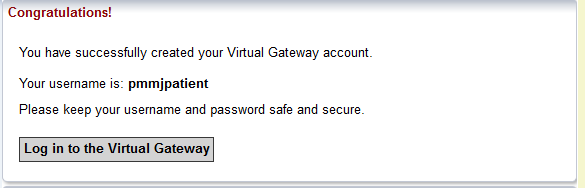 Congratulations!
You have successfully created your Virtual Gateway account.
Your username is: pmmjpatient
Please keep your username and password safe and secure.
Log in to the Virtual Gateway